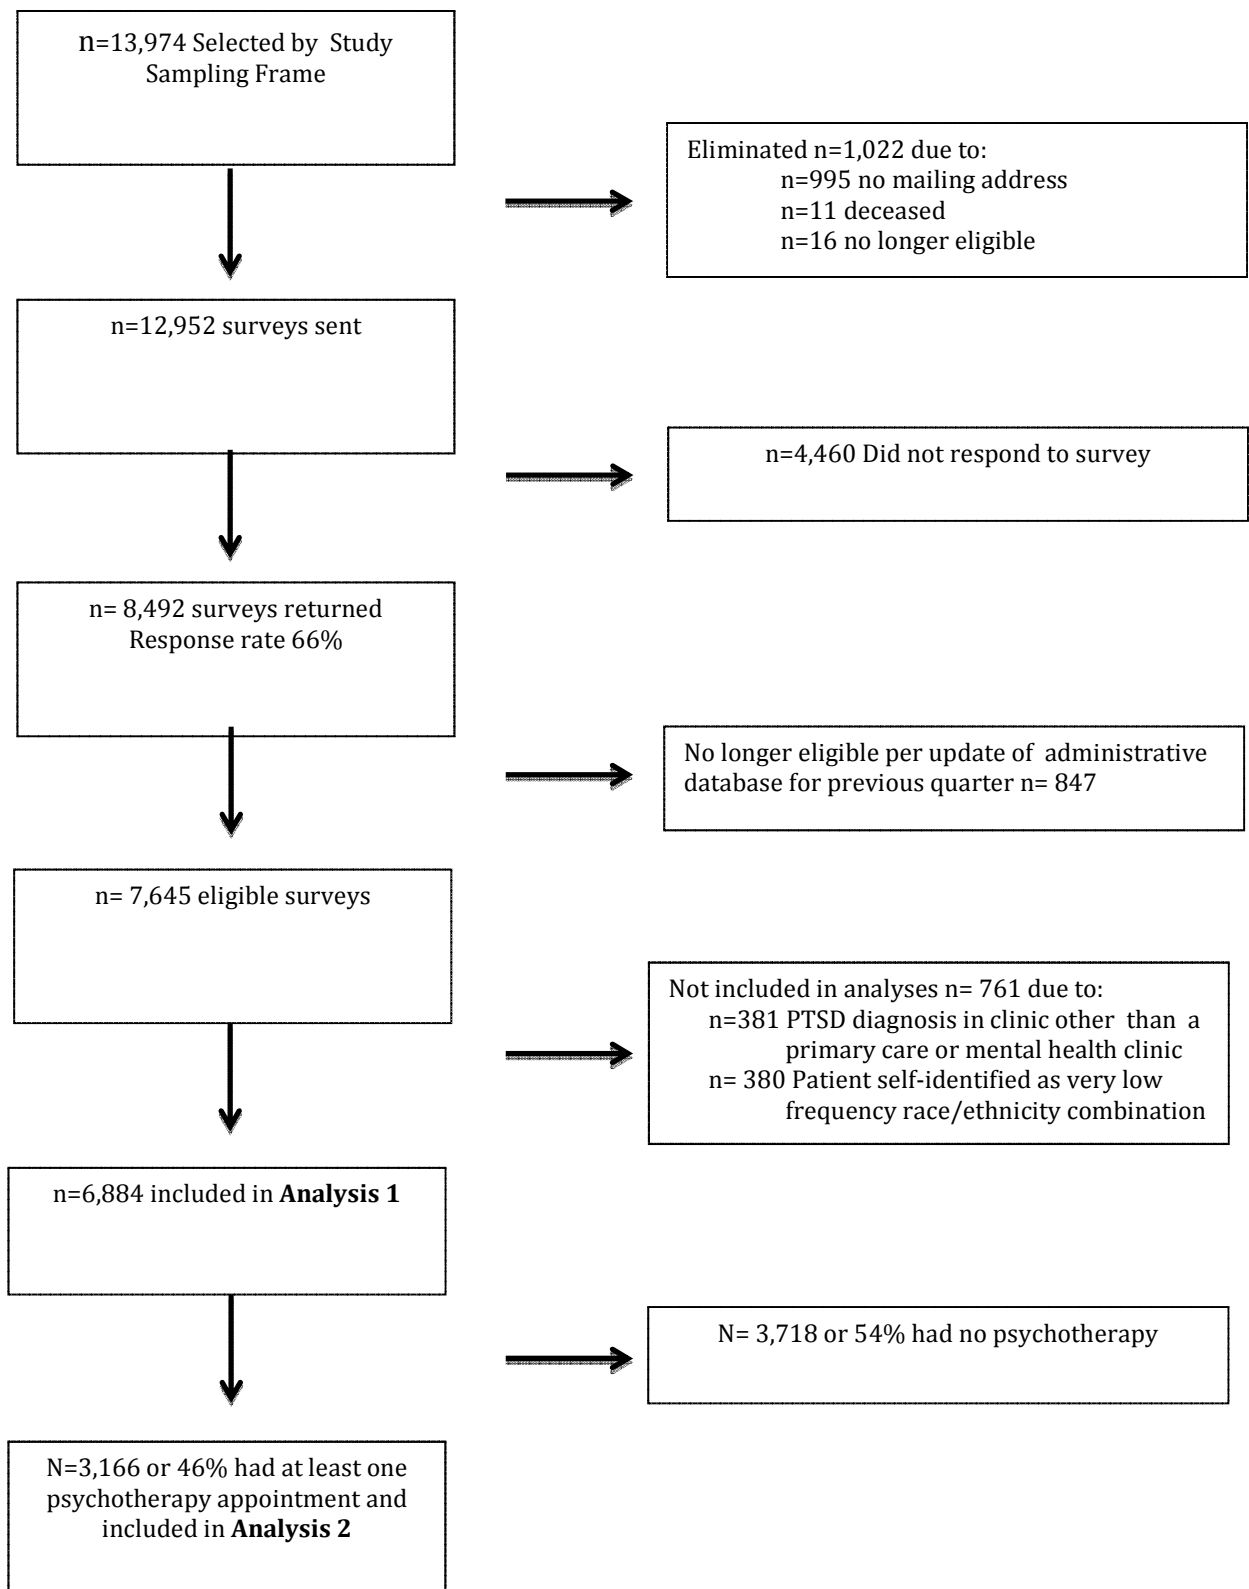 n=13,974 Selected by Study
Sampling Frame
Eliminated n=1,022 due to:
n=995 no mailing address
n=11 deceased
n=16 no longer eligible
n=12,952 surveys sent
n=4,460 Did not respond to survey
n= 8,492 surveys returned
Response rate 66%
No longer eligible per update of administrative
database for previous quarter n= 847
n= 7,645 eligible surveys
Not included in analyses n= 761 due to:
n=381 PTSD diagnosis in clinic other than a
primary care or mental health clinic
n= 380 Patient self-identified as very low
frequency race/ethnicity combination
n=6,884 included in Analysis 1
N= 3,718 or 54% had no psychotherapy
N=3,166 or 46% had at least one
psychotherapy appointment and
included in Analysis 2